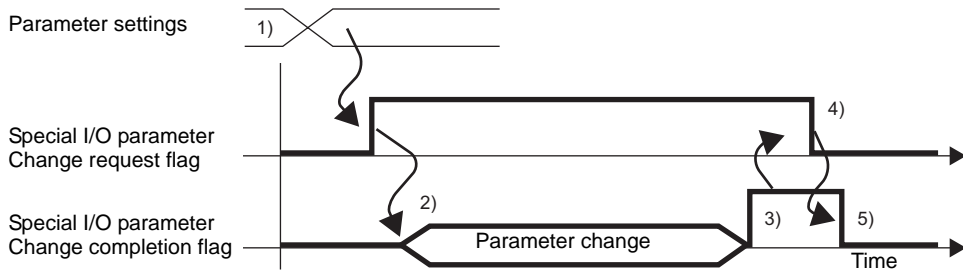 Parameter settings
1)
Special I/O parameter
Change request flag
4)
2)
Special I/O parameter
Change completion flag
Parameter change
3)
5)
Time